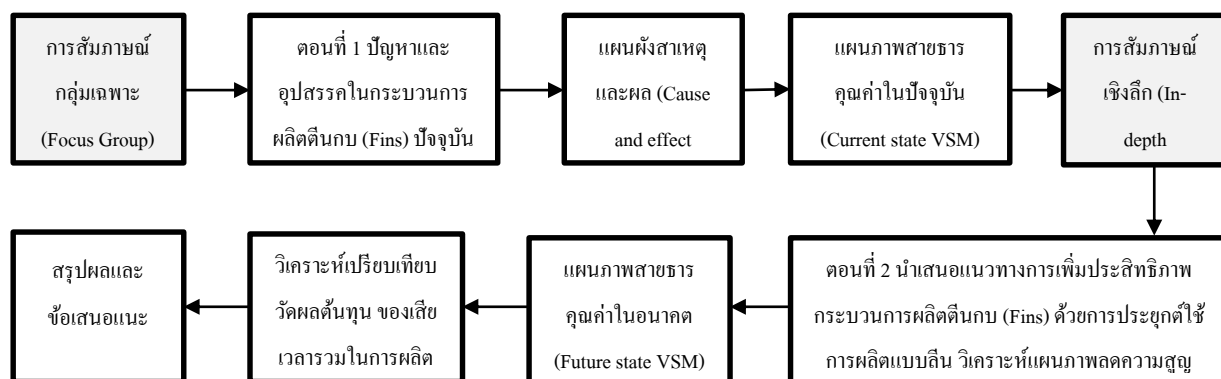 การสัมภาษณ์
กลุ่มเฉพาะ
(Focus Group)
ตอนที่ 1 ปัญหาและ
อุปสรรคในกระบวนการ
ผลิตตีนกบ (Fins) ปัจจุบัน
แผนผังสาเหตุ
และผล (Cause
and effect
แผนภาพสายธาร
คุณค่าในปัจจุบัน
(Current state VSM)
การสัมภาษณ์
เชิงลึก (In-
depth
ตอนที่ 2 นำเสนอแนวทางการเพิ่มประสิทธิภาพ
กระบวนการผลิตตีนกบ (Fins) ด้วยการประยุกต์ใช้
การผลิตแบบลีน วิเคราะห์แผนภาพลดความสูญ
แผนภาพสายธาร
คุณค่าในอนาคต
(Future state VSM)
วิเคราะห์เปรียบเทียบ
วัดผลต้นทุน ของเสีย
เวลารวมในการผลิต
สรุปผลและ
ข้อเสนอแนะ